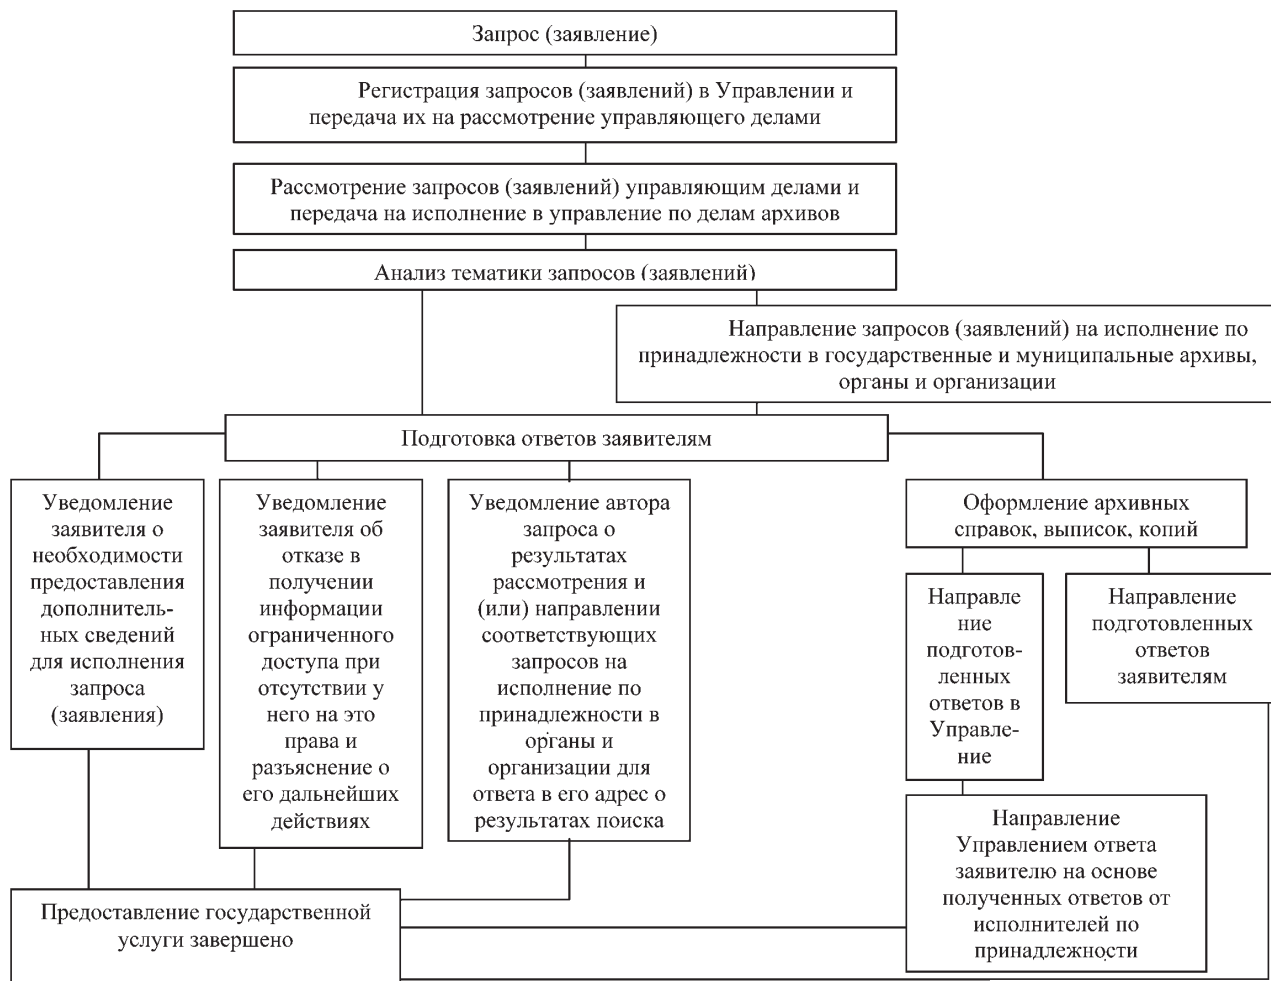 Запрос (заявление)
Регистрация запросов (заявлений) в Управлении и
передача их на рассмотрение управляющего делами
Рассмотрение запросов (заявлений) управляющим делами и
передача на исполнение в управление по делам архивов
Анализ тематики запросов (заявлений)
Направление запросов (заявлений) на исполнение по
принадлежности в государственные и муниципальные архивы,
органы и организации
Подготовка ответов заявителям
Уведомление
заявителя о
необходимости
предоставления
дополнитель-
ных сведений
для исполнения
запроса
(заявления)
Уведомление
заявителя об
отказе в
получении
информации
ограниченного
доступа при
отсутствии у
него на это
права и
разъяснение о
его дальнейших
действиях
Уведомление автора
запроса о
результатах
рассмотрения и
(или) направлении
соответствующих
запросов на
исполнение по
принадлежности в
органы и
организации для
ответа в его адрес о
результатах поиска
Оформление архивных
справок, выписок, копий
Направле
ние
подготов-
ленных
ответов в
Управле-
ние
Направление
подготовленных
ответов
заявителям
Направление
Управлением ответа
заявителю на основе
полученных ответов от
исполнителей по
принадлежности
Предоставление государственной
услуги завершено